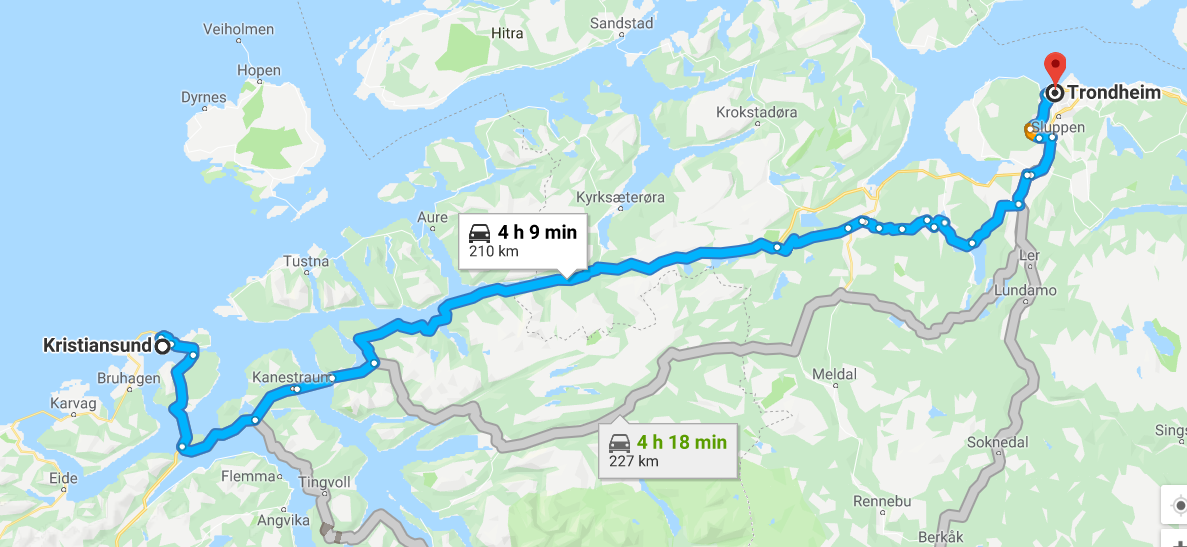 Sandstad
Veiholmen
Hitra
Hopen
Dyrnes
Trondheim
Krokstadøra
Sluppen
Kyrksæterøra
Aure
4 h 9 min
210 km
Ler
Tustna
Lundamo
Kristiansund
Kanestraum
Bruhagen
Meldal
Karvag
4 h 18 min
227 km
Soknedal
Sings
Eide
Flemma
Tingvoll
Rennebu
Angvika
Berkåk